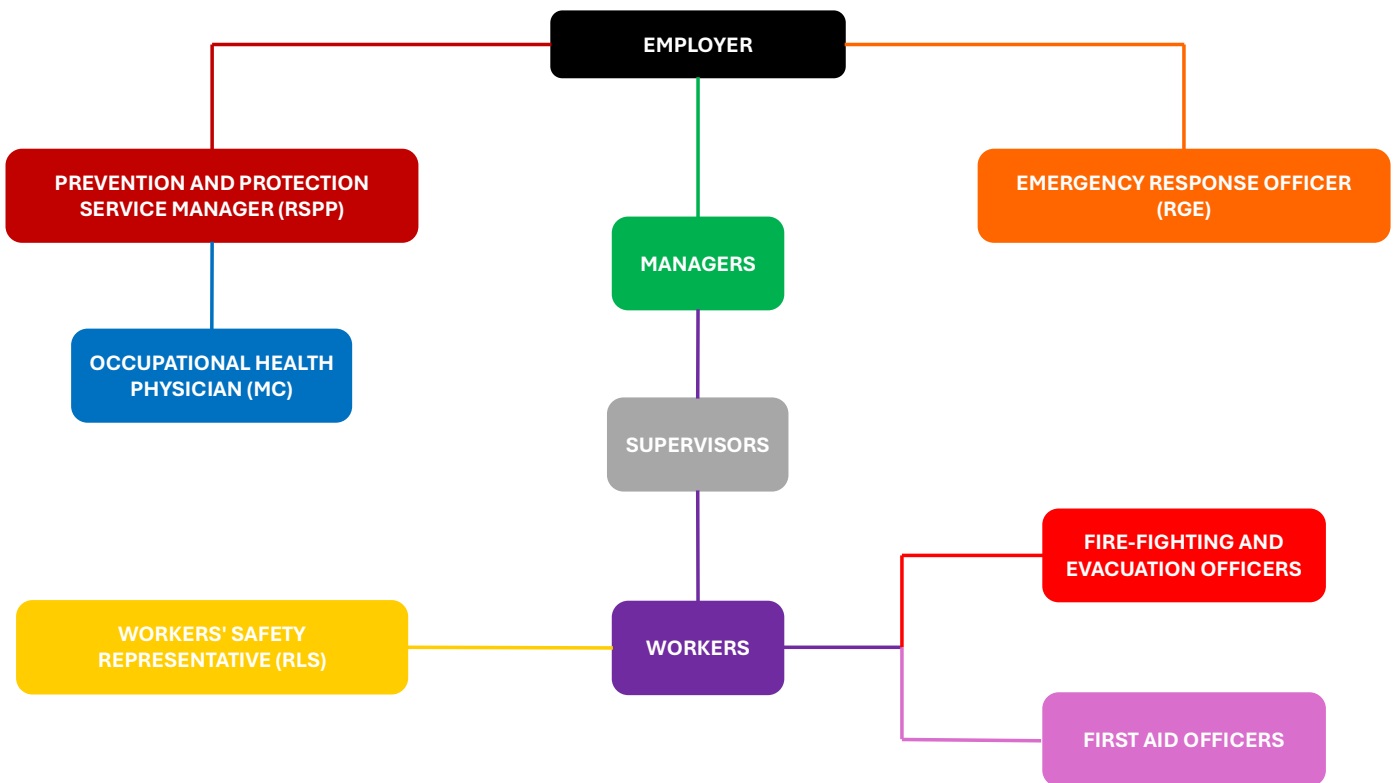 EMPLOYER
PREVENTION AND PROTECTION
SERVICE MANAGER (RSPP)
EMERGENCY RESPONSE OFFICER
(RGE)
MANAGERS
OCCUPATIONAL HEALTH
PHYSICIAN (MC)
SUPERVISORS
FIRE-FIGHTING AND
EVACUATION OFFICERS
WORKERS' SAFETY
REPRESENTATIVE (RLS)
WORKERS
FIRST AID OFFICERS